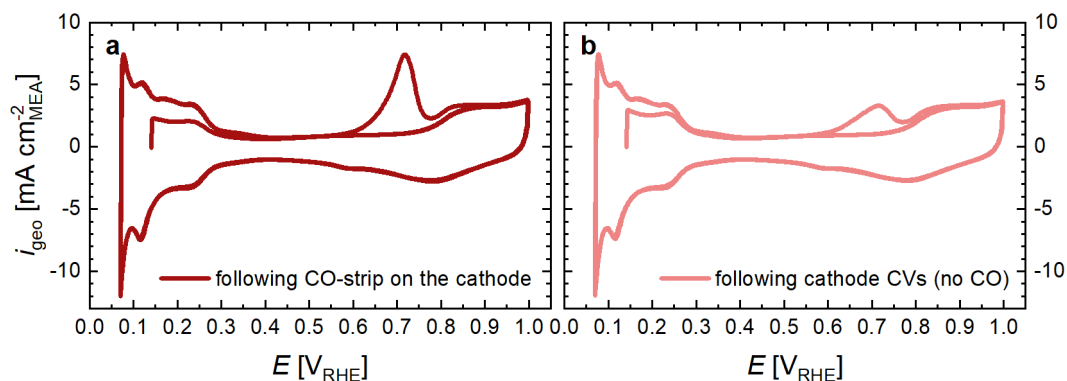 10
5
0
-5
-10
i_geo [mA cm⁻²_MEA]
a
following CO-strip on the cathode
0.0 0.1 0.2 0.3 0.4 0.5 0.6 0.7 0.8 0.9 1.0
E [V_RHE]
b
following cathode CVs (no CO)
0.0 0.1 0.2 0.3 0.4 0.5 0.6 0.7 0.8 0.9 1.0
E [V_RHE]
10
5
0
-5
-10